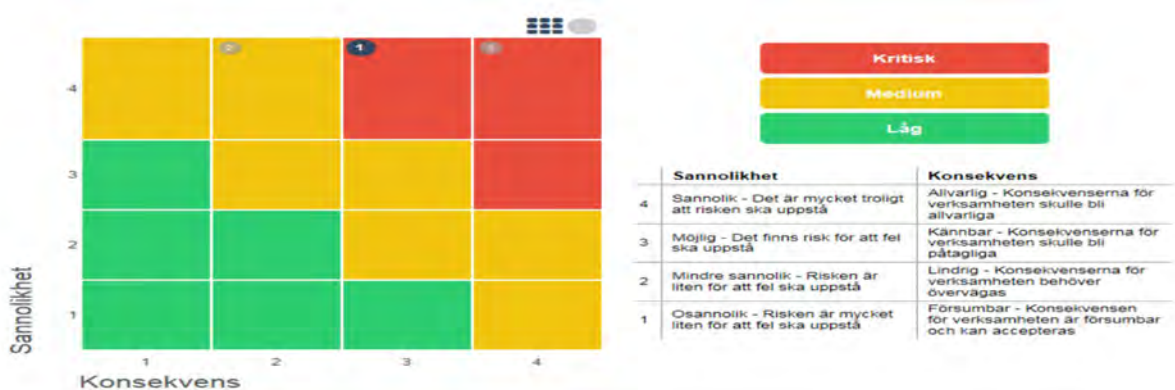 1
4
3
2
1
1
2
3
4
Sannolikhet
Konsekvens
Kritisk
Medium
Låg
Sannolikhet
Konsekvens
4
Sannolik - Det är mycket troligt
att risken ska uppstå
Allvarlig - Konsekvenserna för
verksamheten skulle bli
allvarliga
3
Möjlig - Det finns risk för att fel
ska uppstå
Kännbar - Konsekvenserna för
verksamheten skulle bli
påtagliga
2
Mindre sannolik - Risken är
liten för att fel ska uppstå
Lindrig - Konsekvenserna för
verksamheten behöver
övervägas
1
Osannolik - Risken är mycket
liten för att fel ska uppstå
Försumbar - Konsekvensen
för verksamheten är försumbar
och kan accepteras